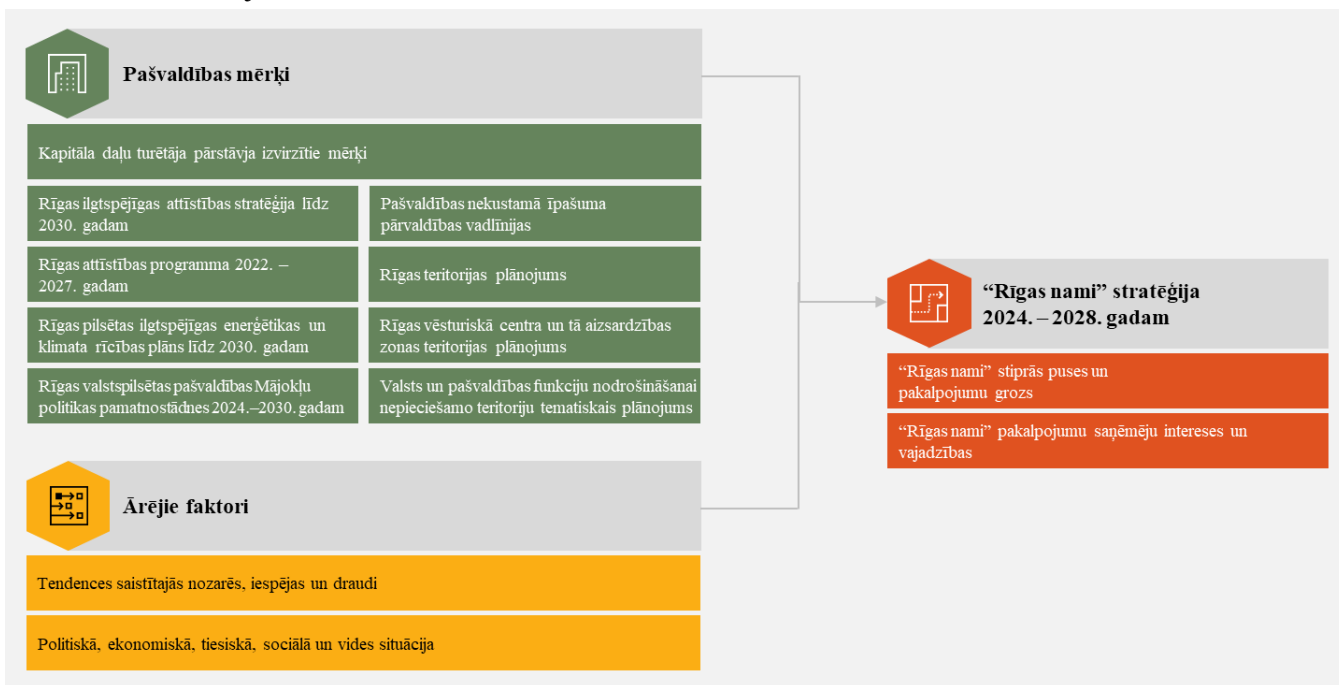 Pašvaldības mērķi
Kapitāla daļu turētāja pārstāvja izvirzītie mērķi
Rīgas ilgtspējīgas attīstības stratēģija līdz
2030. gadam
Pašvaldības nekustamā īpašuma
pārvaldības vadlīnijas
Rīgas attīstības programma 2022. –
2027. gadam
Rīgas teritorijas plānojums
Rīgas pilsētas ilgtspējīgas enerģētikas un
klimata rīcības plāns līdz 2030. gadam
Rīgas vēsturiskā centra un tā aizsardzības
zonas teritorijas plānojums
Rīgas valstspilsētas pašvaldības Mājokļu
politikas pamatnostādnes 2024.–2030. gadam
Valsts un pašvaldības funkciju nodrošināšanai
nepieciešamo teritoriju tematiskais plānojums
Ārējie faktori
Tendences saistītajās nozarēs, iespējas un draudi
Politiskā, ekonomiskā, tiesiskā, sociālā un vides situācija
“Rīgas nami” stratēģija
2024. – 2028. gadam
“Rīgas nami” stiprās puses un
pakalpojumu grozs
“Rīgas nami” pakalpojumu saņēmēju intereses un
vajadzības